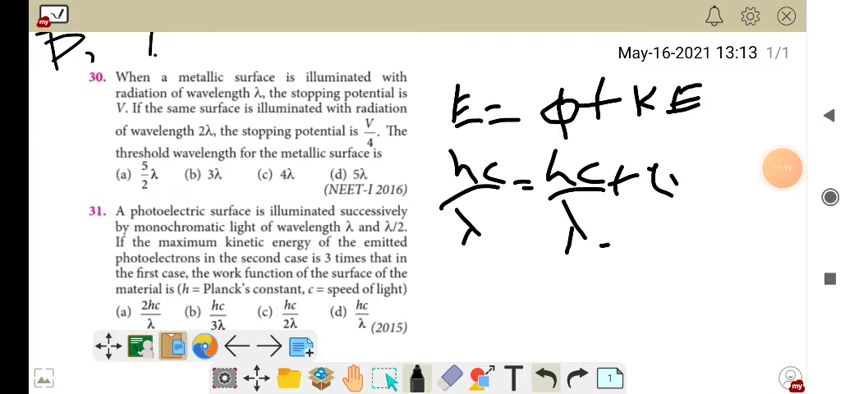 my
May-16-2021 13:13 1/1
30. When a metallic surface is illuminated with
radiation of wavelength λ, the stopping potential is
V. If the same surface is illuminated with radiation
of wavelength 2λ, the stopping potential is V/4. The
threshold wavelength for the metallic surface is
(a) 5/2 λ (b) 3λ (c) 4λ (d) 5λ
(NEET-I 2016)
31. A photoelectric surface is illuminated successively
by monochromatic light of wavelength λ and λ/2.
If the maximum kinetic energy of the emitted
photoelectrons in the second case is 3 times that in
the first case, the work function of the surface of the
material is (h = Planck's constant, c = speed of light)
(a) 2hc/λ (b) hc/3λ (c) hc/2λ (d) hc/λ (2015)
E = ϕ + K E
hc/λ = hc/λ. +
11:15
T
1
my